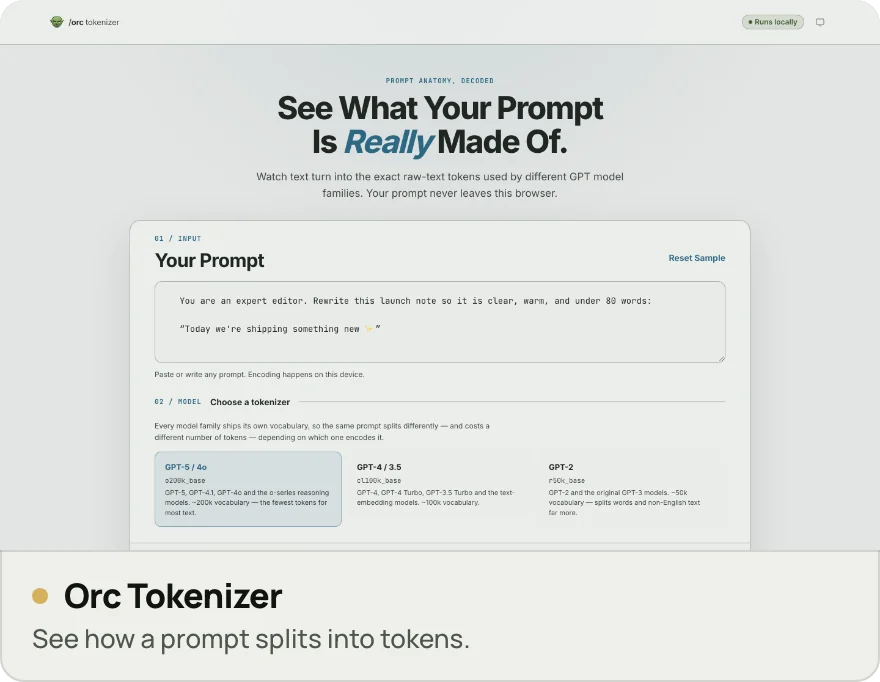 /orc tokenizer
Runs locally
PROMPT ANATOMY, DECODED
See What Your Prompt
Is Really Made Of.
Watch text turn into the exact raw-text tokens used by different GPT model
families. Your prompt never leaves this browser.
01 / INPUT
Your Prompt
Reset Sample
You are an expert editor. Rewrite this launch note so it is clear, warm, and under 80 words:
“Today we're shipping something new ✨”
Paste or write any prompt. Encoding happens on this device.
02 / MODEL Choose a tokenizer
Every model family ships its own vocabulary, so the same prompt splits differently — and costs a
different number of tokens — depending on which one encodes it.
GPT-5 / 4o
o200k_base
GPT-5, GPT-4.1, GPT-4o and the o-series reasoning
models. ~200k vocabulary — the fewest tokens for
most text.
GPT-4 / 3.5
cl100k_base
GPT-4, GPT-4 Turbo, GPT-3.5 Turbo and the text-
embedding models. ~100k vocabulary.
GPT-2
r50k_base
GPT-2 and the original GPT-3 models. ~50k
vocabulary — splits words and non-English text
far more.
Orc Tokenizer
See how a prompt splits into tokens.